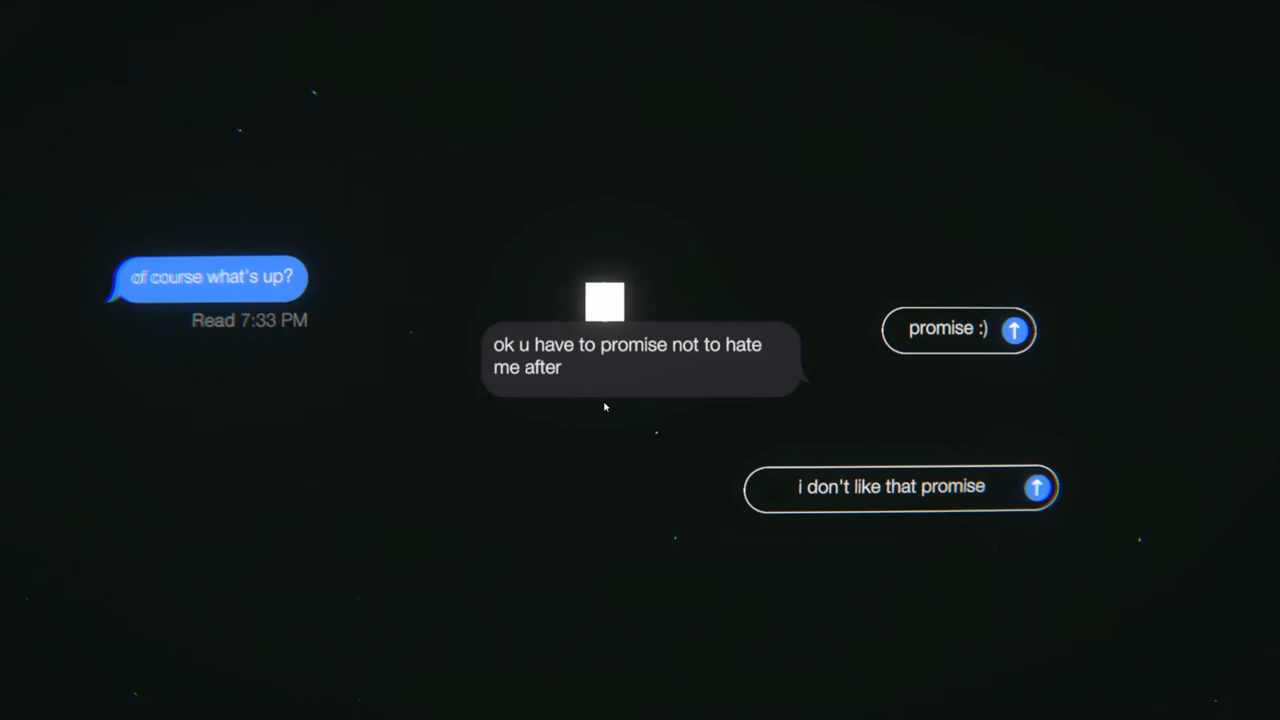 of course what's up?
Read 7:33 PM
ok u have to promise not to hate
me after
promise :)
i don't like that promise